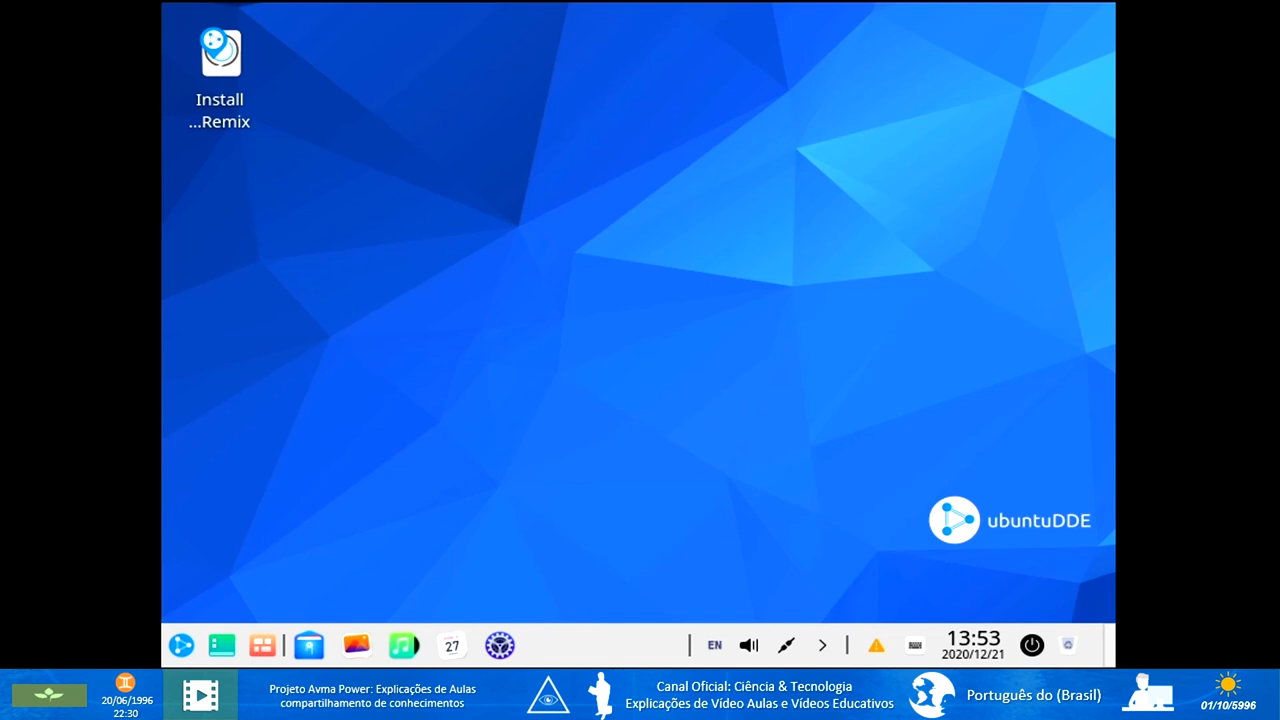 Install
...Remix
ubuntuDDE
27
EN
13:53
2020/12/21
20/06/1996
22:30
Projeto Avma Power: Explicações de Aulas
compartilhamento de conhecimentos
Canal Oficial: Ciência & Tecnologia
Explicações de Vídeo Aulas e Vídeos Educativos
Português do (Brasil)
01/10/5996